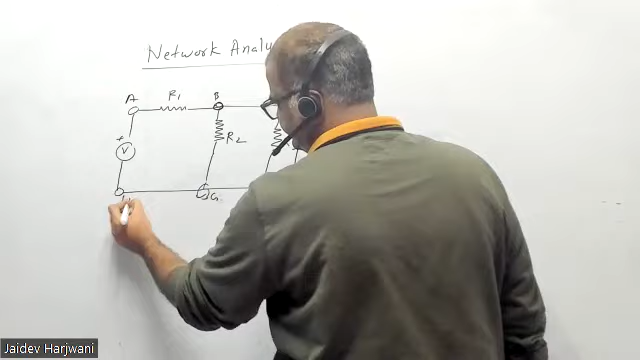 Network Analy
A R1 B
+
V R2
G
Jaidev Harjwani